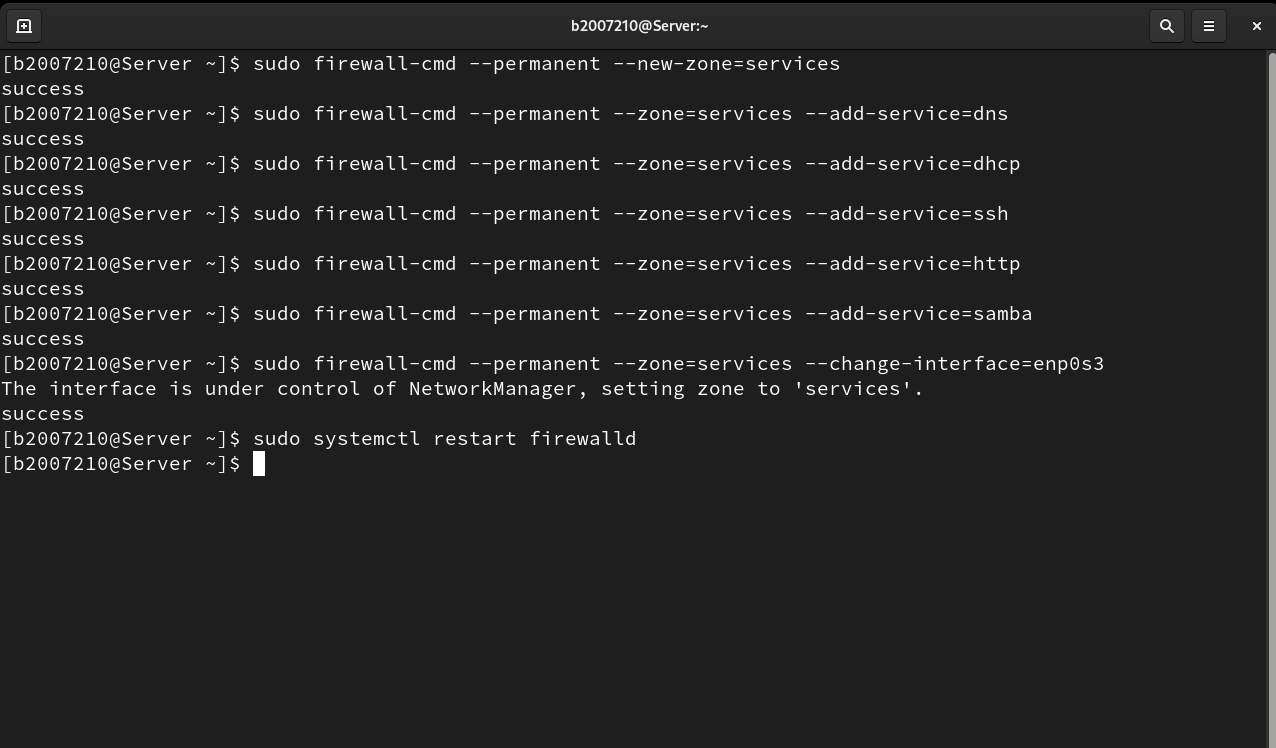 b2007210@Server:~
[b2007210@Server ~]$ sudo firewall-cmd --permanent --new-zone=services
success
[b2007210@Server ~]$ sudo firewall-cmd --permanent --zone=services --add-service=dns
success
[b2007210@Server ~]$ sudo firewall-cmd --permanent --zone=services --add-service=dhcp
success
[b2007210@Server ~]$ sudo firewall-cmd --permanent --zone=services --add-service=ssh
success
[b2007210@Server ~]$ sudo firewall-cmd --permanent --zone=services --add-service=http
success
[b2007210@Server ~]$ sudo firewall-cmd --permanent --zone=services --add-service=samba
success
[b2007210@Server ~]$ sudo firewall-cmd --permanent --zone=services --change-interface=enp0s3
The interface is under control of NetworkManager, setting zone to 'services'.
success
[b2007210@Server ~]$ sudo systemctl restart firewalld
[b2007210@Server ~]$